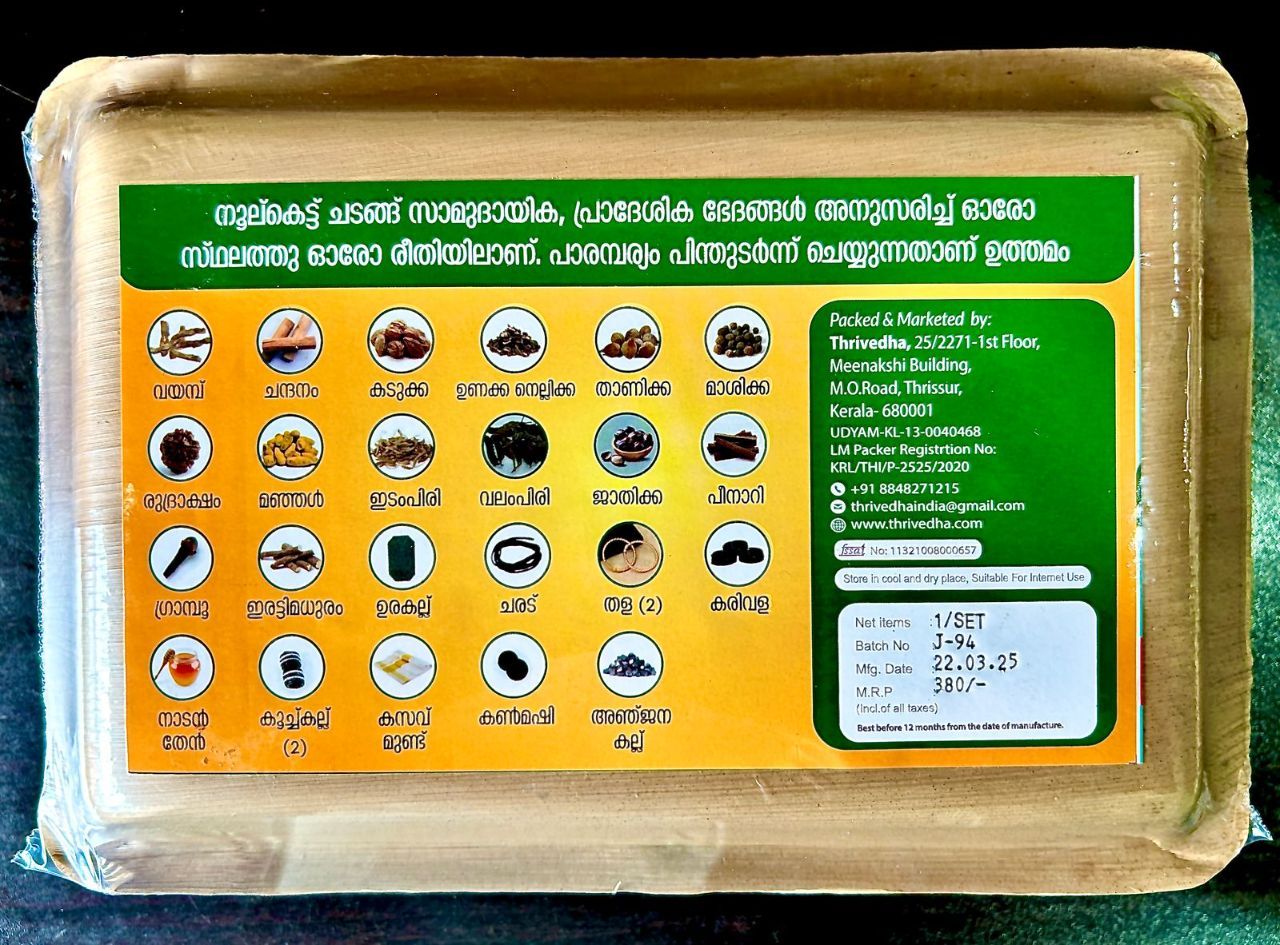 നൂല്കെട്ട് ചടങ്ങ് സാമുദായിക, പ്രാദേശിക ഭേദങ്ങൾ അനുസരിച്ച് ഓരോ
സ്ഥലത്തു ഓരോ രീതിയിലാണ്. പാരമ്പര്യം പിന്തുടർന്ന് ചെയ്യുന്നതാണ് ഉത്തമം
വയമ്പ് ചന്ദനം കടുക്ക ഉണക്ക നെല്ലിക്ക താണിക്ക മാശിക്ക
രുദ്രാക്ഷം മഞ്ഞൾ ഇടംപിരി വലംപിരി ജാതിക്ക പീനാറി
ഗ്രാമ്പൂ ഇരട്ടിമധുരം ഉരകല്ല് ചരട് തള (2) കരിവള
നാടൻ കൂച്ച്കല്ല് കസവ് കൺമഷി അഞ്ജന
തേൻ (2) മുണ്ട് കല്ല്
Packed & Marketed by:
Thrivedha, 25/2271-1st Floor,
Meenakshi Building,
M.O.Road, Thrissur,
Kerala- 680001
UDYAM-KL-13-0040468
LM Packer Registrtion No:
KRL/THI/P-2525/2020
+91 8848271215
thrivedhaindia@gmail.com
www.thrivedha.com
fssai No: 11321008000657
Store in cool and dry place, Suitable For Internet Use
Net items :1/SET
Batch No :J-94
Mfg. Date :22.03.25
M.R.P :380/-
(Incl.of all taxes)
Best before 12 months from the date of manufacture.